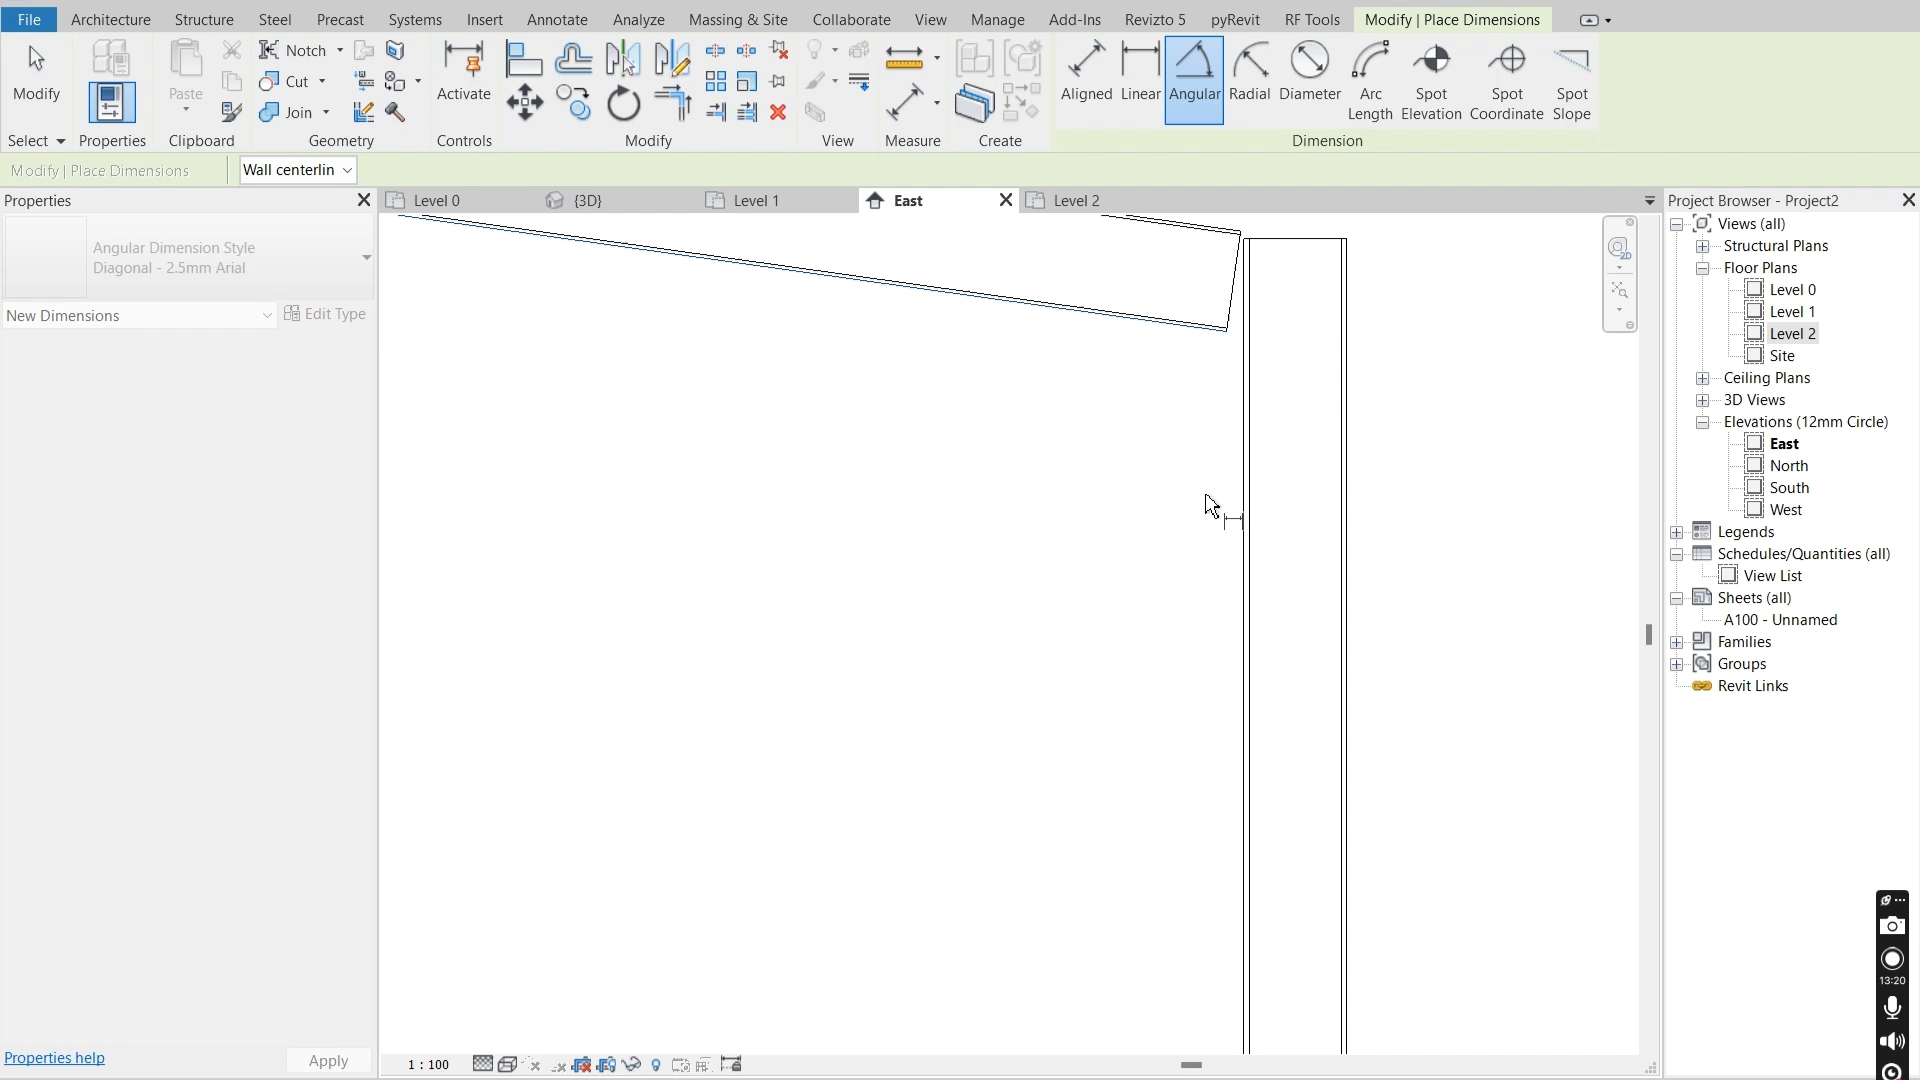 File Architecture Structure Steel Precast Systems Insert Annotate Analyze Massing & Site Collaborate View Manage Add-Ins Revizto 5 pyRevit RF Tools Modify | Place Dimensions
Modify Paste Notch Cut Join Activate Aligned Linear Angular Radial Diameter Arc Length Spot Elevation Spot Coordinate Spot Slope
Select Properties Clipboard Geometry Controls Modify View Measure Create Dimension
Modify | Place Dimensions Wall centerlin
Properties
Angular Dimension Style
Diagonal - 2.5mm Arial
New Dimensions Edit Type
Properties help Apply
Level 0 {3D} Level 1 East Level 2
2D
1 : 100
Project Browser - Project2
Views (all)
Structural Plans
Floor Plans
Level 0
Level 1
Level 2
Site
Ceiling Plans
3D Views
Elevations (12mm Circle)
East
North
South
West
Legends
Schedules/Quantities (all)
View List
Sheets (all)
A100 - Unnamed
Families
Groups
Revit Links
13:20